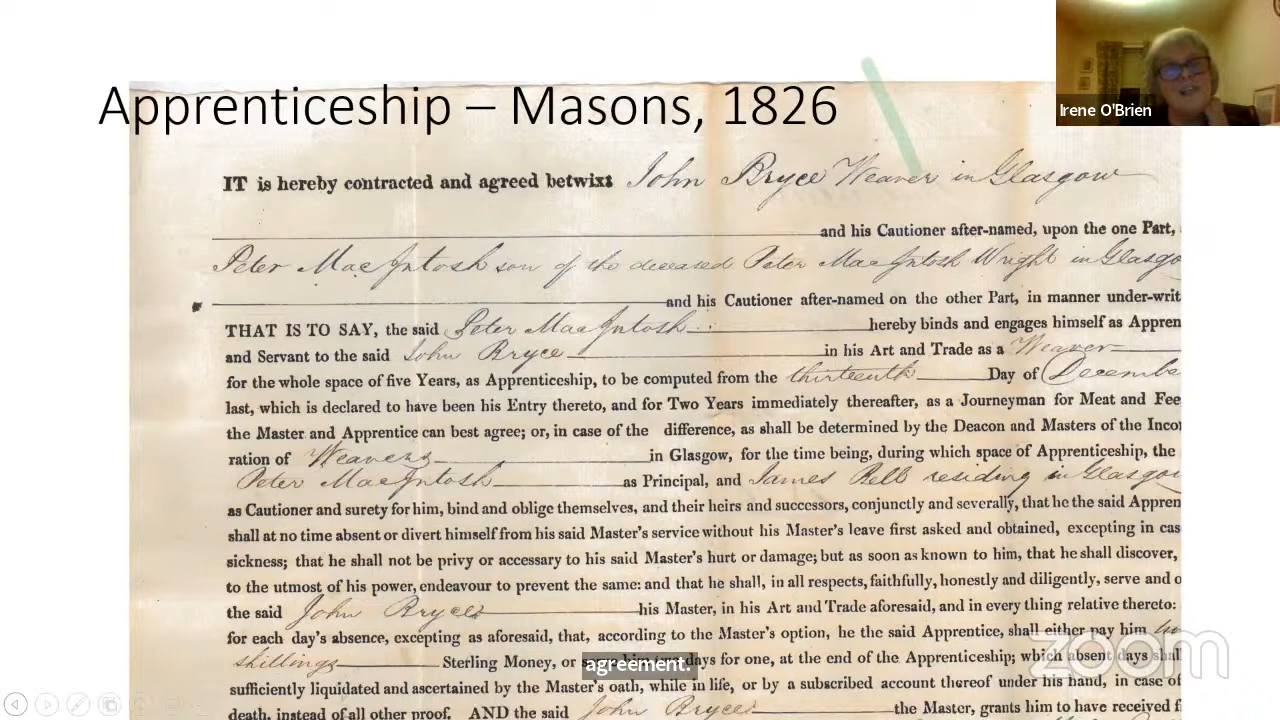 Apprenticeship – Masons, 1826
Irene O'Brien
IT is hereby contracted and agreed betwixt John Bryce Weaver in Glasgow
and his Cautioner after-named, upon the one Part,
Peter MacIntosh son of the deceased Peter MacIntosh Wright in Glasgo
and his Cautioner after-named on the other Part, in manner under-writ
THAT IS TO SAY, the said Peter MacIntosh hereby binds and engages himself as Appren
and Servant to the said John Bryce in his Art and Trade as a Weaver
for the whole space of five Years, as Apprenticeship, to be computed from the thirteenth Day of Decembe
last, which is declared to have been his Entry thereto, and for Two Years immediately thereafter, as a Journeyman for Meat and Fee
the Master and Apprentice can best agree; or, in case of the difference, as shall be determined by the Deacon and Masters of the Incor
ration of Weavers in Glasgow, for the time being, during which space of Apprenticeship, the
Peter MacIntosh as Principal, and James Bell residing in Glasgow
as Cautioner and surety for him, bind and oblige themselves, and their heirs and successors, conjunctly and severally, that he the said Appren
shall at no time absent or divert himself from his said Master's service without his Master's leave first asked and obtained, excepting in cas
sickness; that he shall not be privy or accessary to his said Master's hurt or damage; but as soon as known to him, that he shall discover,
to the utmost of his power, endeavour to prevent the same: and that he shall, in all respects, faithfully, honestly and diligently, serve and o
the said John Bryce his Master, in his Art and Trade aforesaid, and in every thing relative thereto:
for each day's absence, excepting as aforesaid, that, according to the Master's option, he the said Apprentice, shall either pay him
shillings Sterling Money, or days for one, at the end of the Apprenticeship; which absent days shall
agreement.
zoom
sufficiently liquidated and ascertained by the Master's oath, while in life, or by a subscribed account thereof under his hand, in case of
death, instead of all other proof. AND the said John Bryce the Master, grants him to have received f